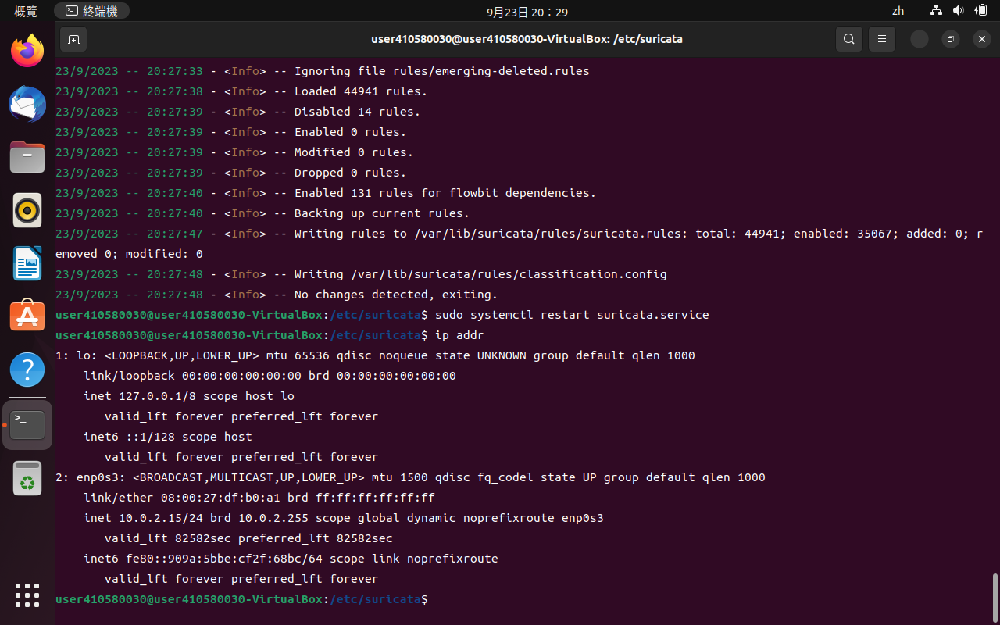 概覽
終端機
9月23日 20：29
zh
user410580030@user410580030-VirtualBox: /etc/suricata
23/9/2023 -- 20:27:33 - <Info> -- Ignoring file rules/emerging-deleted.rules
23/9/2023 -- 20:27:38 - <Info> -- Loaded 44941 rules.
23/9/2023 -- 20:27:39 - <Info> -- Disabled 14 rules.
23/9/2023 -- 20:27:39 - <Info> -- Enabled 0 rules.
23/9/2023 -- 20:27:39 - <Info> -- Modified 0 rules.
23/9/2023 -- 20:27:39 - <Info> -- Dropped 0 rules.
23/9/2023 -- 20:27:40 - <Info> -- Enabled 131 rules for flowbit dependencies.
23/9/2023 -- 20:27:40 - <Info> -- Backing up current rules.
23/9/2023 -- 20:27:47 - <Info> -- Writing rules to /var/lib/suricata/rules/suricata.rules: total: 44941; enabled: 35067; added: 0; r
emoved 0; modified: 0
23/9/2023 -- 20:27:48 - <Info> -- Writing /var/lib/suricata/rules/classification.config
23/9/2023 -- 20:27:48 - <Info> -- No changes detected, exiting.
user410580030@user410580030-VirtualBox:/etc/suricata$ sudo systemctl restart suricata.service
user410580030@user410580030-VirtualBox:/etc/suricata$ ip addr
1: lo: <LOOPBACK,UP,LOWER_UP> mtu 65536 qdisc noqueue state UNKNOWN group default qlen 1000
    link/loopback 00:00:00:00:00:00 brd 00:00:00:00:00:00
    inet 127.0.0.1/8 scope host lo
       valid_lft forever preferred_lft forever
    inet6 ::1/128 scope host
       valid_lft forever preferred_lft forever
2: enp0s3: <BROADCAST,MULTICAST,UP,LOWER_UP> mtu 1500 qdisc fq_codel state UP group default qlen 1000
    link/ether 08:00:27:df:b0:a1 brd ff:ff:ff:ff:ff:ff
    inet 10.0.2.15/24 brd 10.0.2.255 scope global dynamic noprefixroute enp0s3
       valid_lft 82582sec preferred_lft 82582sec
    inet6 fe80::909a:5bbe:cf2f:68bc/64 scope link noprefixroute
       valid_lft forever preferred_lft forever
user410580030@user410580030-VirtualBox:/etc/suricata$